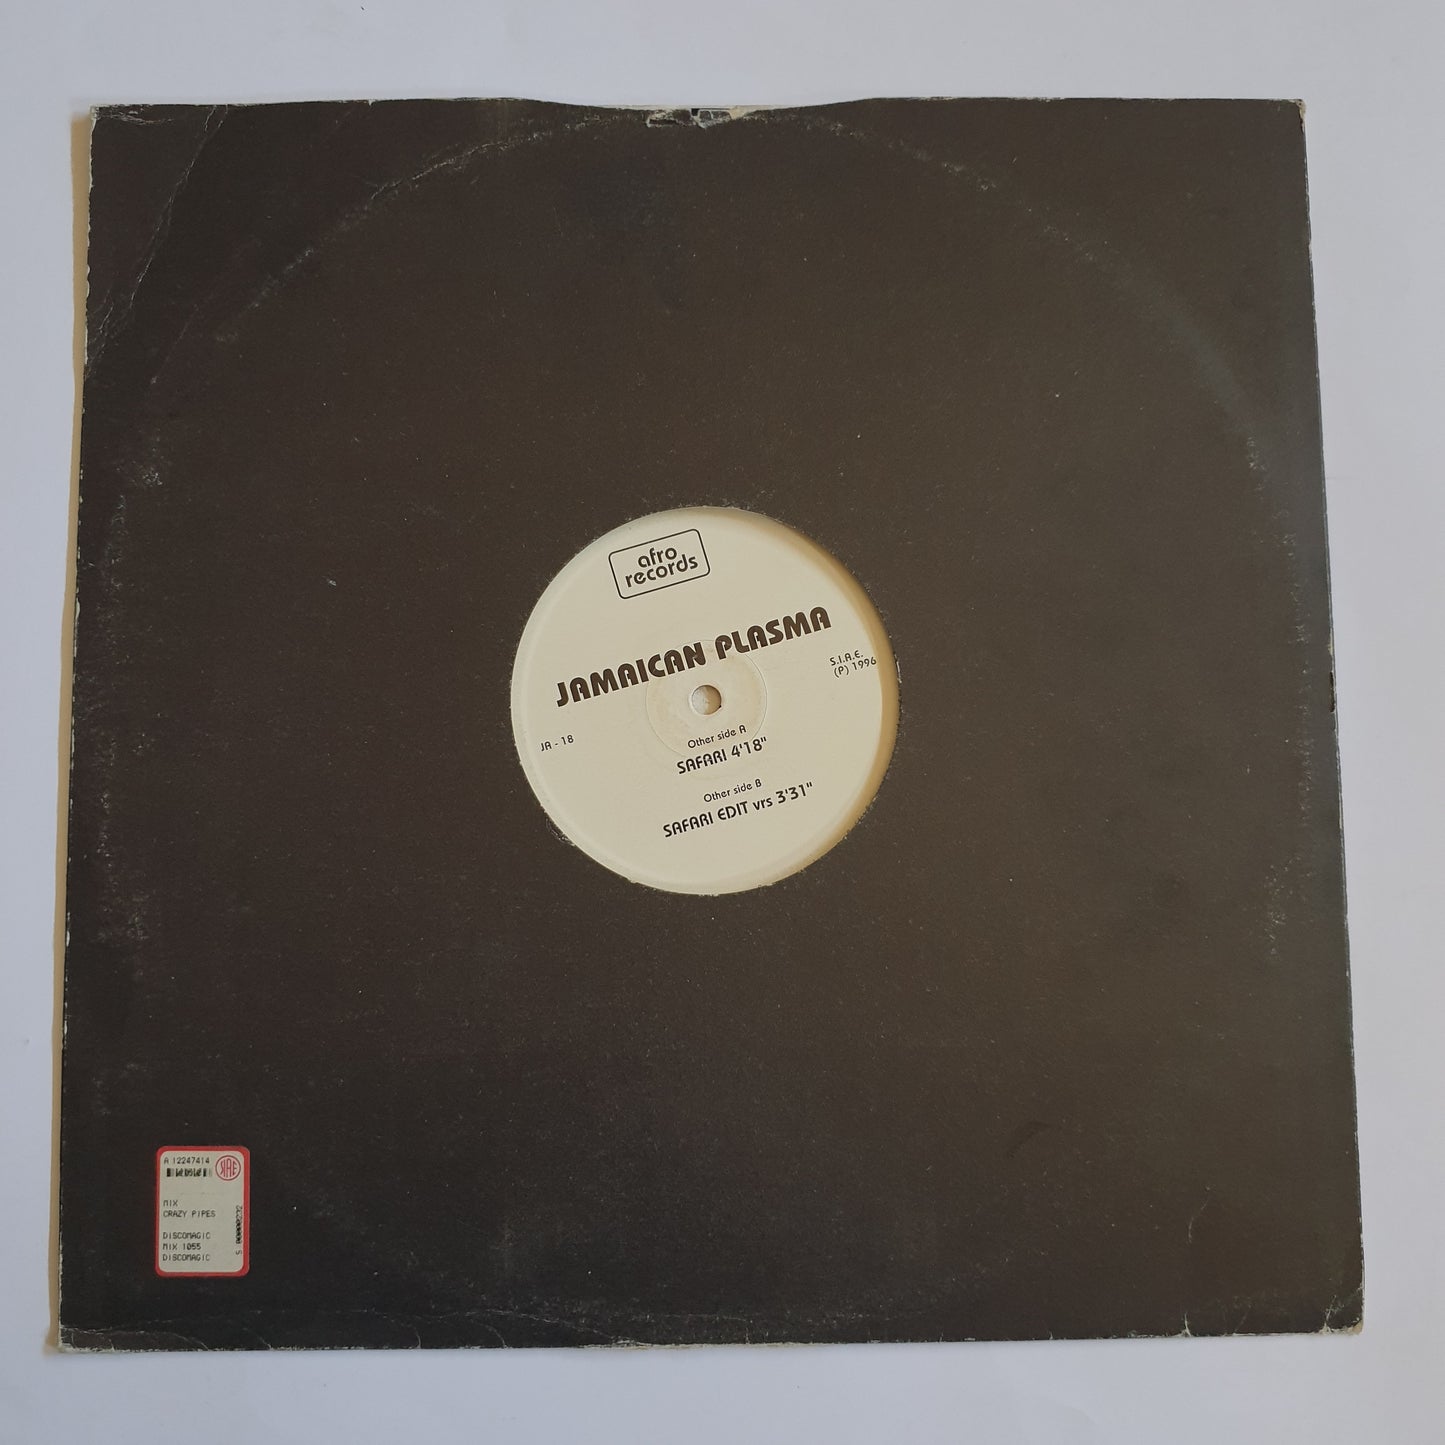 afro
records
JAMAICAN PLASMA
S.I.A.E.
(P) 1996
JA - 18
Other side A
SAFARI 4'18"
Other side B
SAFARI EDIT vrs 3'31"
A 12247414
MIX
CRAZY PIPES
DISCOMAGIC
MIX 1055
DISCOMAGIC